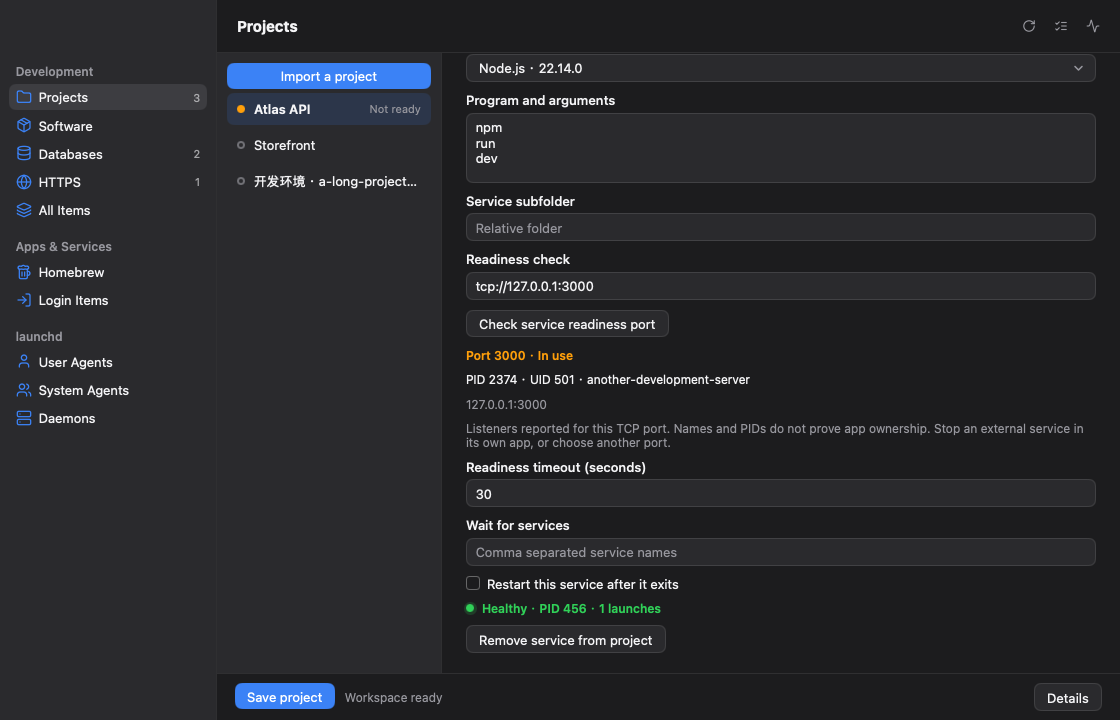 Projects
Development
Projects 3
Software
Databases 2
HTTPS 1
All Items
Apps & Services
Homebrew
Login Items
launchd
User Agents
System Agents
Daemons
Import a project
Atlas API Not ready
Storefront
开发环境 · a-long-project...
Node.js · 22.14.0
Program and arguments
npm
run
dev
Service subfolder
Relative folder
Readiness check
tcp://127.0.0.1:3000
Check service readiness port
Port 3000 · In use
PID 2374 · UID 501 · another-development-server
127.0.0.1:3000
Listeners reported for this TCP port. Names and PIDs do not prove app ownership. Stop an external service in
its own app, or choose another port.
Readiness timeout (seconds)
30
Wait for services
Comma separated service names
Restart this service after it exits
Healthy · PID 456 · 1 launches
Remove service from project
Save project
Workspace ready
Details